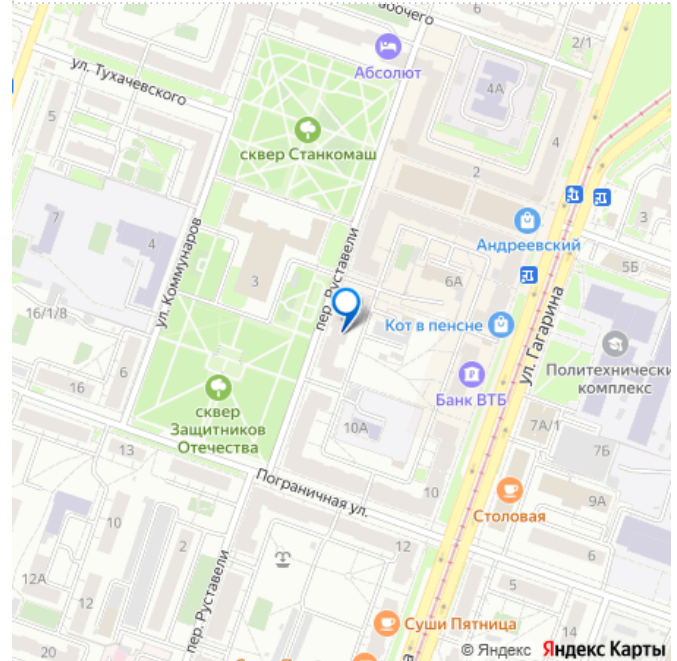 бочего
2/1
ул. Тухачевского
Абсолют
4А
5
сквер Станкомаш
4
2
7
4
ул. Коммунаров
3
пер. Руставели
Андреевский
3
5Б
6А
16/1/8
Кот в пенсне
ул. Гагарина
6
16
Политехнический
комплекс
Банк ВТБ
сквер
Защитников
Отечества
10А
7А/1
7Б
13
Пограничная ул.
10
Столовая
9А
10
2
12
6
12А
пер. Руставели
5
Суши Пятница
14
20
© Яндекс Яндекс Карты